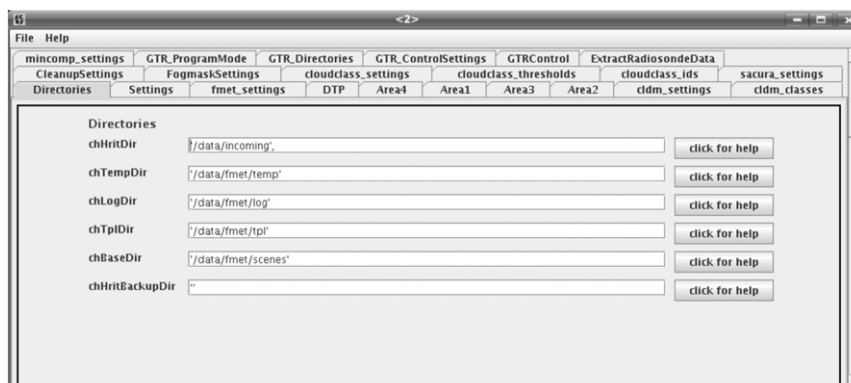 <2>
File Help
mincomp_settings GTR_ProgramMode GTR_Directories GTR_ControlSettings GTRControl ExtractRadiosondeData
CleanupSettings FogmaskSettings cloudclass_settings cloudclass_thresholds cloudclass_ids sacura_settings
Directories Settings fmet_settings DTP Area4 Area1 Area3 Area2 cldm_settings cldm_classes
Directories
chHritDir '/data/incoming', click for help
chTempDir '/data/fmet/temp' click for help
chLogDir '/data/fmet/log' click for help
chTplDir '/data/fmet/tpl' click for help
chBaseDir '/data/fmet/scenes' click for help
chHritBackupDir '' click for help